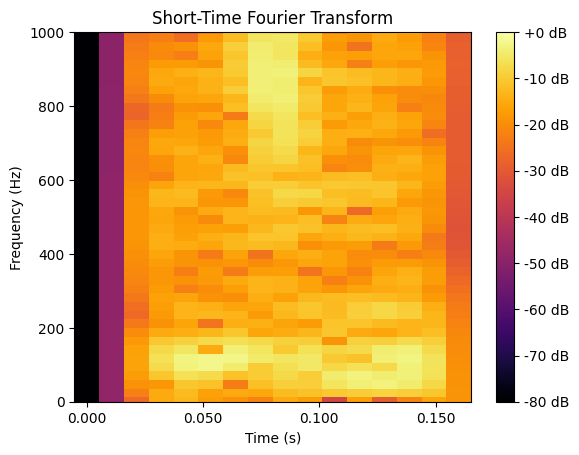 Short-Time Fourier Transform
Frequency (Hz)
1000
800
600
400
200
0
0.000
0.050
0.100
0.150
Time (s)
+0 dB
-10 dB
-20 dB
-30 dB
-40 dB
-50 dB
-60 dB
-70 dB
-80 dB